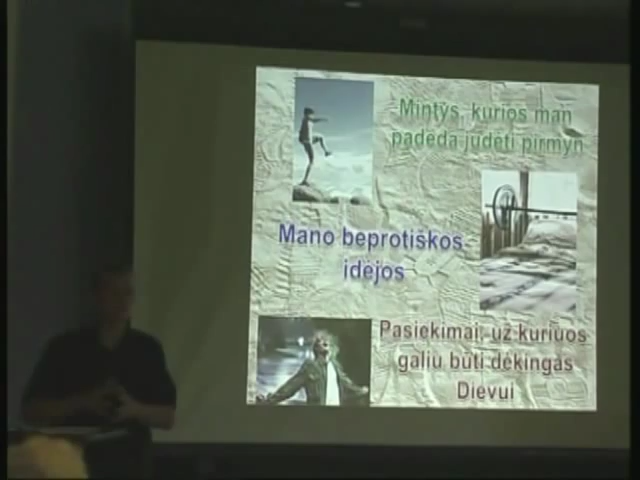 Mintys, kurios man
padeda judėti pirmyn
Mano beprotiškos
idėjos
Pasiekimai, už kuriuos
galiu būti dėkingas
Dievui